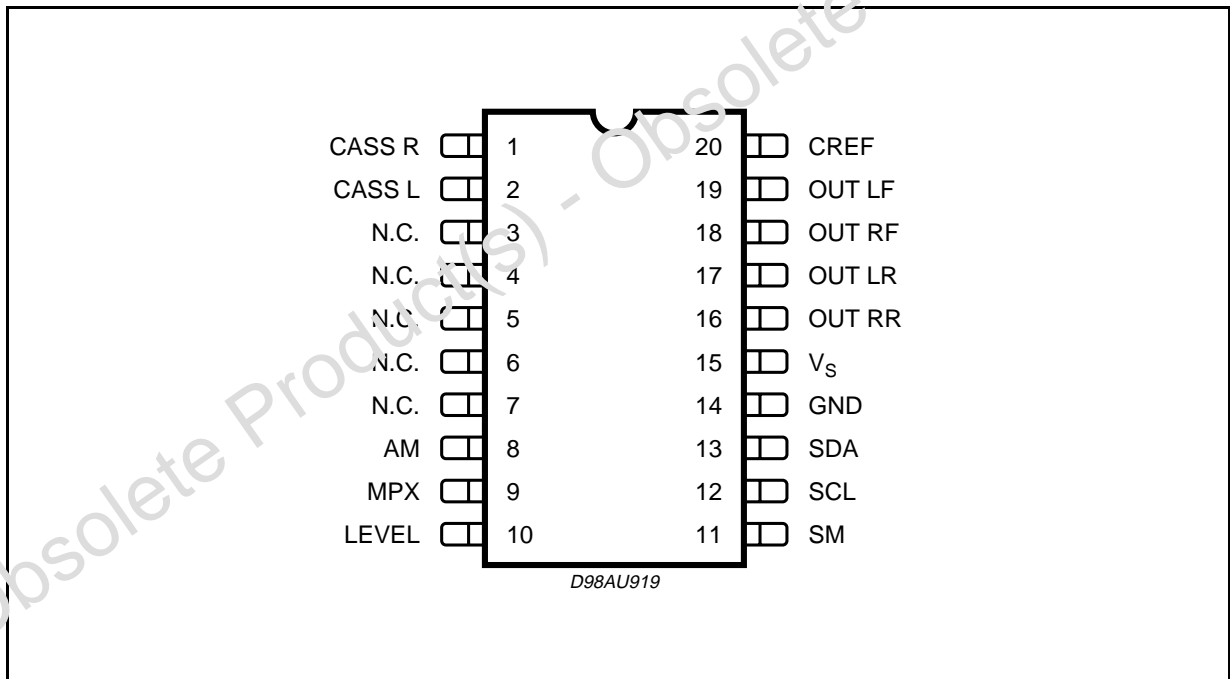 CASS R 1 20 CREF
CASS L 2 19 OUT LF
N.C. 3 18 OUT RF
N.C. 4 17 OUT LR
N.C. 5 16 OUT RR
N.C. 6 15 VS
N.C. 7 14 GND
AM 8 13 SDA
MPX 9 12 SCL
LEVEL 10 11 SM
D98AU919
Obsolete Product(s) - Obsolete